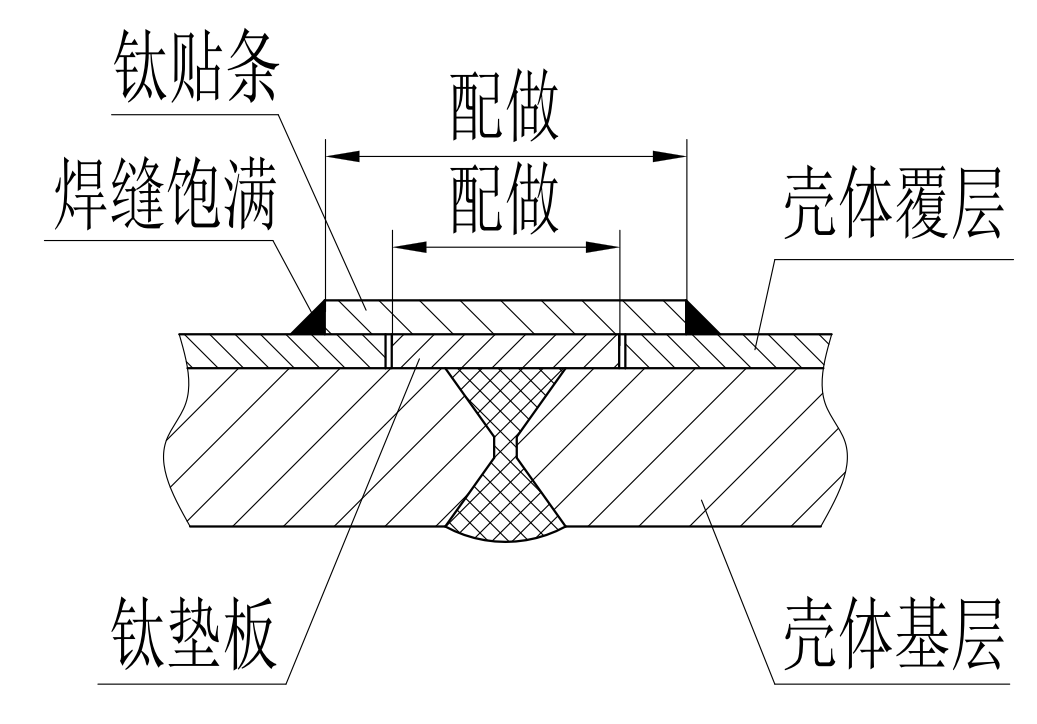 钛贴条
配做
焊缝饱满
配做
壳体覆层
钛垫板
壳体基层